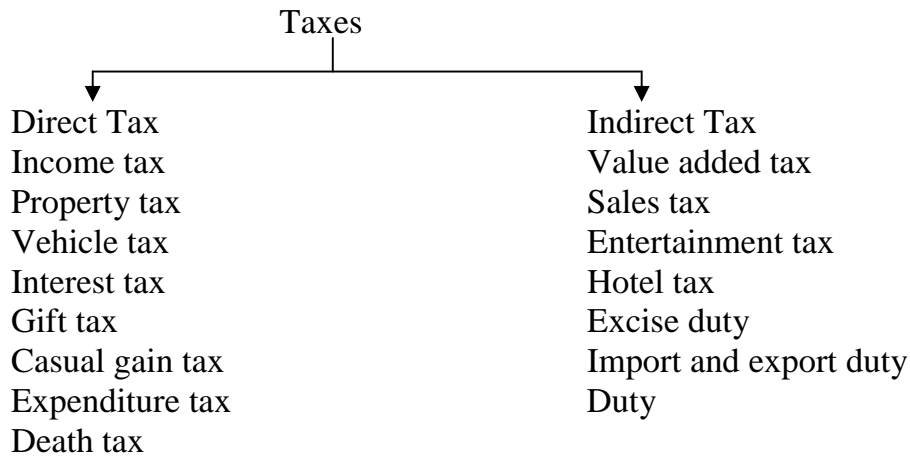 Taxes
Direct Tax
Income tax
Property tax
Vehicle tax
Interest tax
Gift tax
Casual gain tax
Expenditure tax
Death tax
Indirect Tax
Value added tax
Sales tax
Entertainment tax
Hotel tax
Excise duty
Import and export duty
Duty